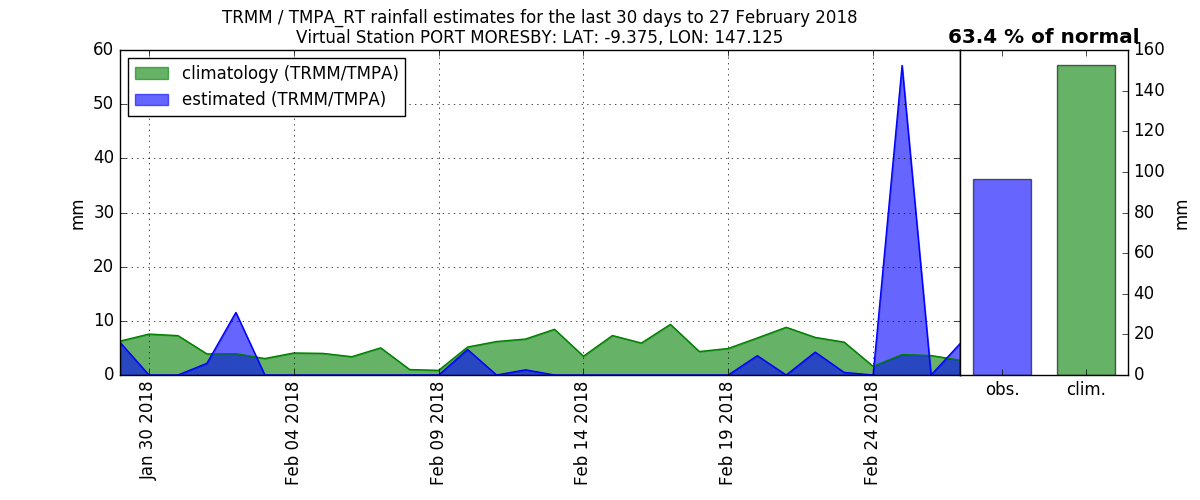 TRMM / TMPA_RT rainfall estimates for the last 30 days to 27 February 2018
Virtual Station PORT MORESBY: LAT: -9.375, LON: 147.125
63.4 % of normal
climatology (TRMM/TMPA)
estimated (TRMM/TMPA)
60
50
40
30
20
10
0
mm
Jan 30 2018
Feb 04 2018
Feb 09 2018
Feb 14 2018
Feb 19 2018
Feb 24 2018
160
140
120
100
80
60
40
20
0
mm
obs.
clim.